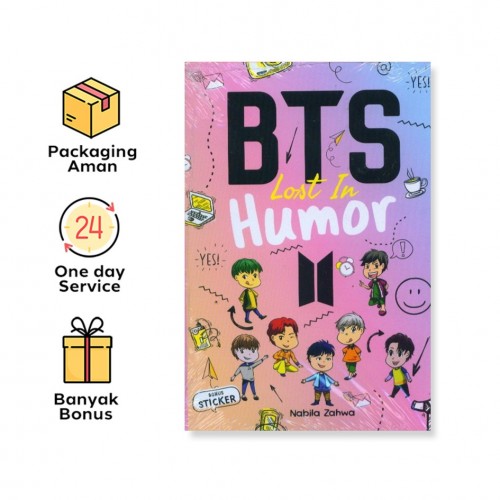 Packaging
Aman
24
One day
Service
Banyak
Bonus
YES!
BTS
Lost In
Humor
YES!
BONUS
STICKER
Nabila Zahwa